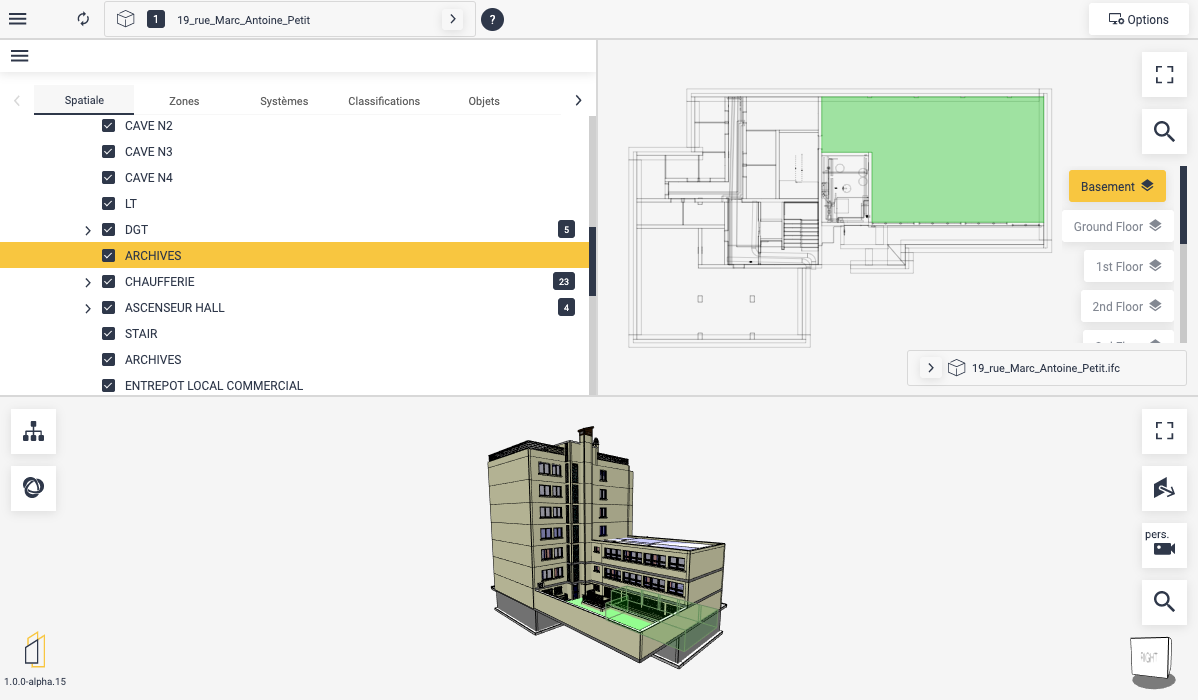 1 19_rue_Marc_Antoine_Petit ? Options
Spatiale Zones Systèmes Classifications Objets
CAVE N2
CAVE N3
CAVE N4
LT
DGT 5
ARCHIVES
CHAUFFERIE 23
ASCENSEUR HALL 4
STAIR
ARCHIVES
ENTREPOT LOCAL COMMERCIAL
Basement
Ground Floor
1st Floor
2nd Floor
19_rue_Marc_Antoine_Petit.ifc
pers.
RIGHT
1.0.0-alpha.15